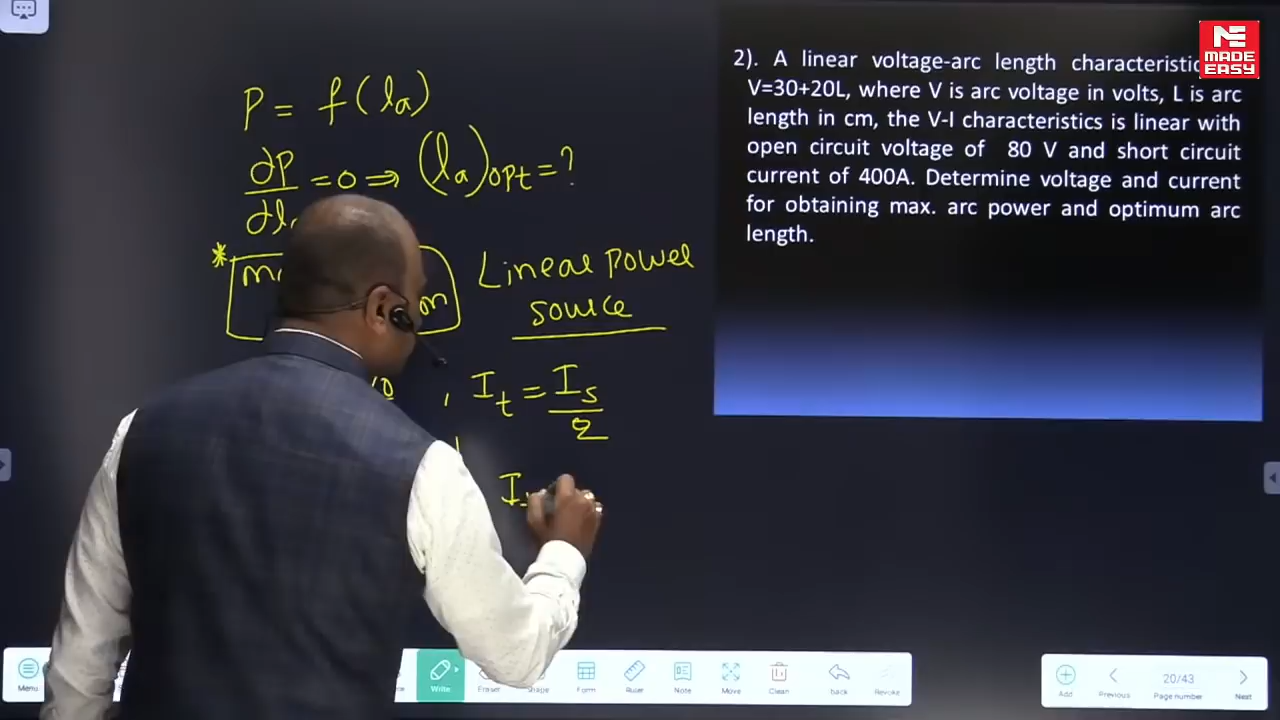 P = f(la)
∂P
= 0 ⇒ (la)opt = ?
*
Linear power
source
, It = Is
2
I
2). A linear voltage-arc length characteristic
V=30+20L, where V is arc voltage in volts, L is arc
length in cm, the V-I characteristics is linear with
open circuit voltage of 80 V and short circuit
current of 400A. Determine voltage and current
for obtaining max. arc power and optimum arc
length.
MADE
EASY
Menu
Write
Eraser
Shape
Form
Ruler
Note
Move
Clean
back
Revoke
Add
Previous
20/43
Page number
Next